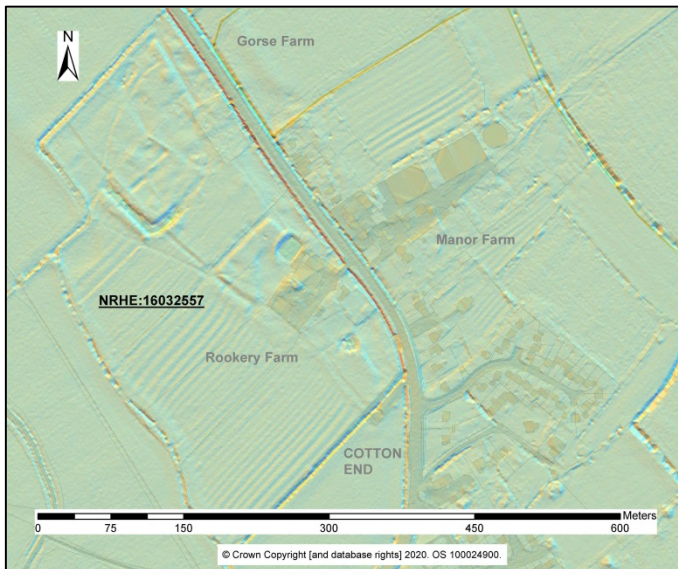 Gorse Farm
N
Manor Farm
NRHE:16032557
Rookery Farm
COTTON
END
Meters
0 75 150 300 450 600
© Crown Copyright [and database rights] 2020. OS 100024900.